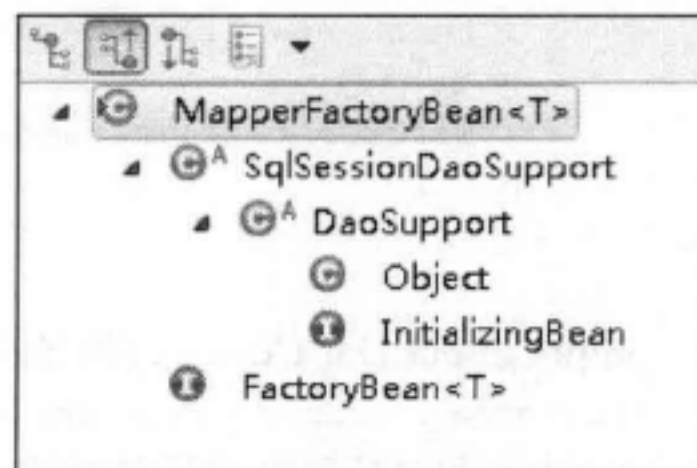 MapperFactoryBean<T>
A SqlSessionDaoSupport
A DaoSupport
Object
InitializingBean
FactoryBean<T>